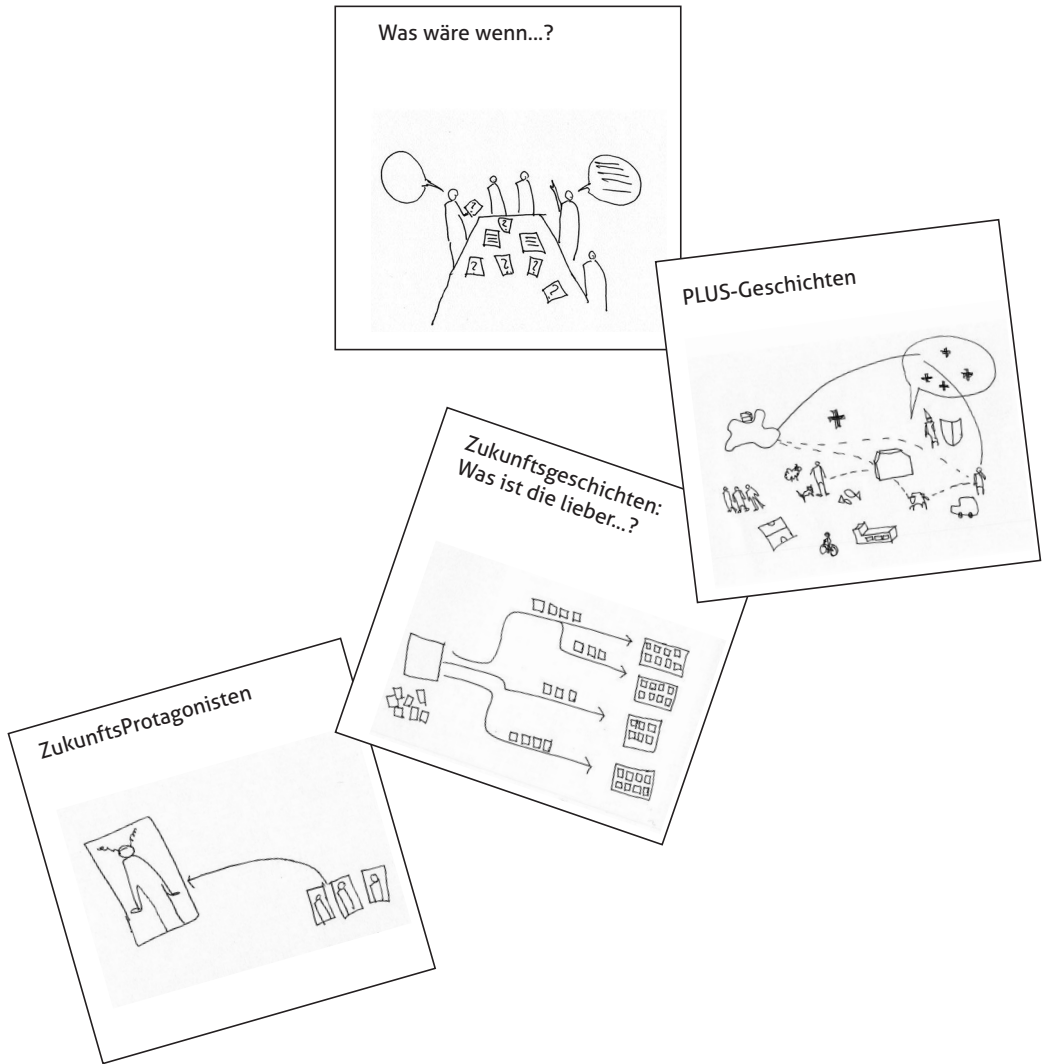 Was wäre wenn...?
PLUS-Geschichten
Zukunftsgeschichten:
Was ist die lieber...?
ZukunftsProtagonisten